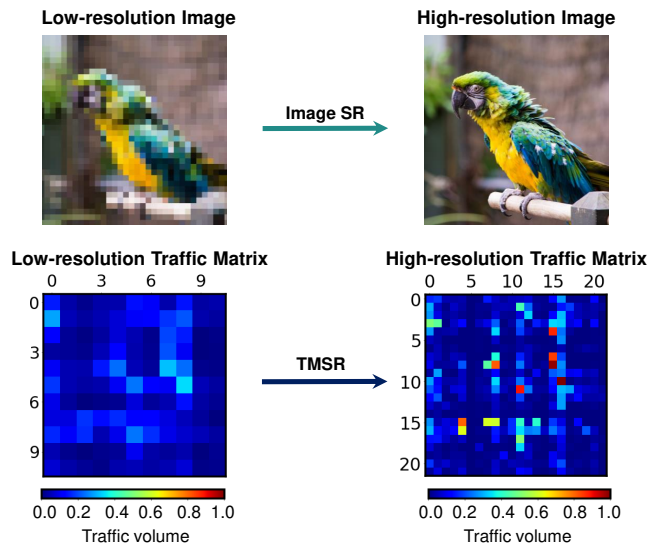 Low-resolution Image
High-resolution Image
Image SR
Low-resolution Traffic Matrix
High-resolution Traffic Matrix
0 3 6 9
0 5 10 15 20
0
3
6
9
0
5
10
15
20
TMSR
0.0 0.2 0.4 0.6 0.8 1.0
0.0 0.2 0.4 0.6 0.8 1.0
Traffic volume
Traffic volume